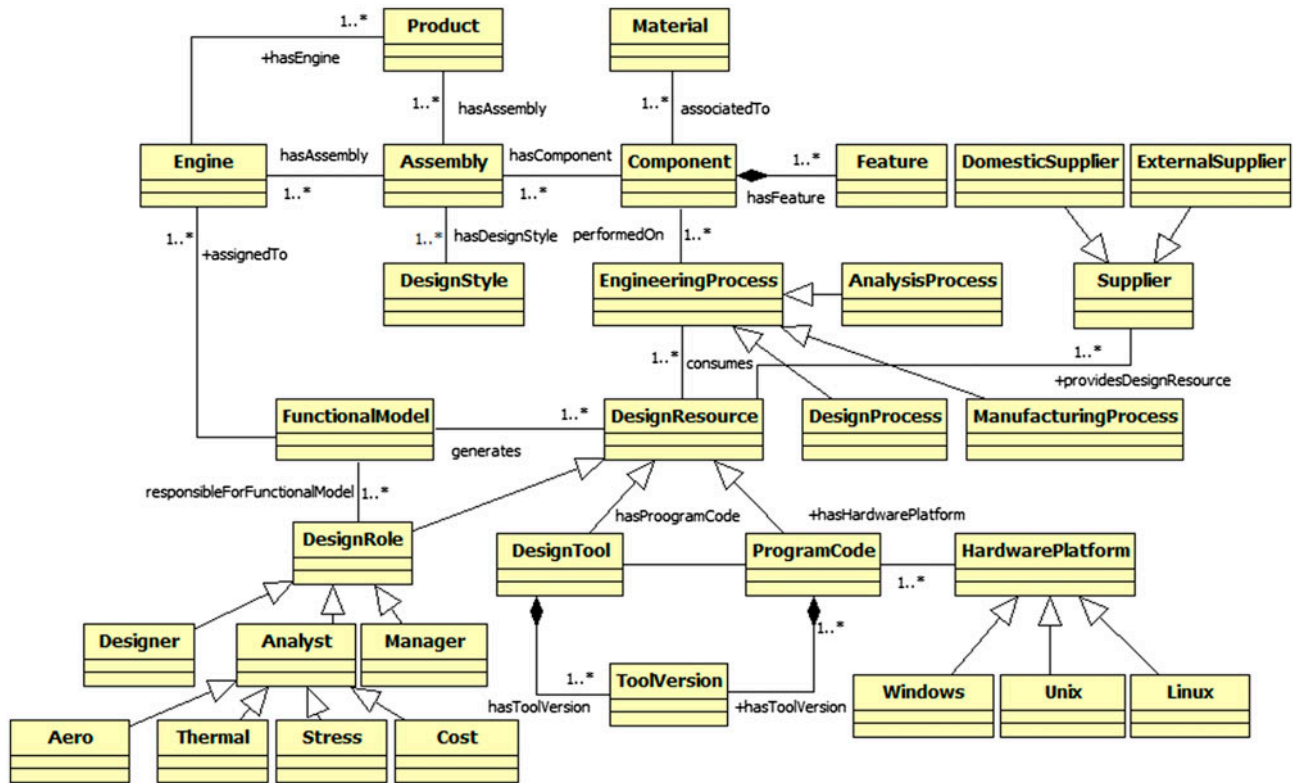 1..*
Product
Material
+hasEngine
1..*
hasAssembly
1..*
associatedTo
Engine
hasAssembly
Assembly
hasComponent
Component
1..*
Feature
DomesticSupplier
ExternalSupplier
1..*
1..*
hasFeature
1..*
+assignedTo
1..*
hasDesignStyle
performedOn
1..*
DesignStyle
EngineeringProcess
AnalysisProcess
Supplier
1..*
consumes
1..*
+providesDesignResource
FunctionalModel
1..*
DesignResource
DesignProcess
ManufacturingProcess
generates
responsibleForFunctionalModel
1..*
hasProogramCode
+hasHardwarePlatform
DesignRole
DesignTool
ProgramCode
HardwarePlatform
1..*
Designer
Analyst
Manager
1..*
1..*
ToolVersion
Windows
Unix
Linux
hasToolVersion
+hasToolVersion
Aero
Thermal
Stress
Cost